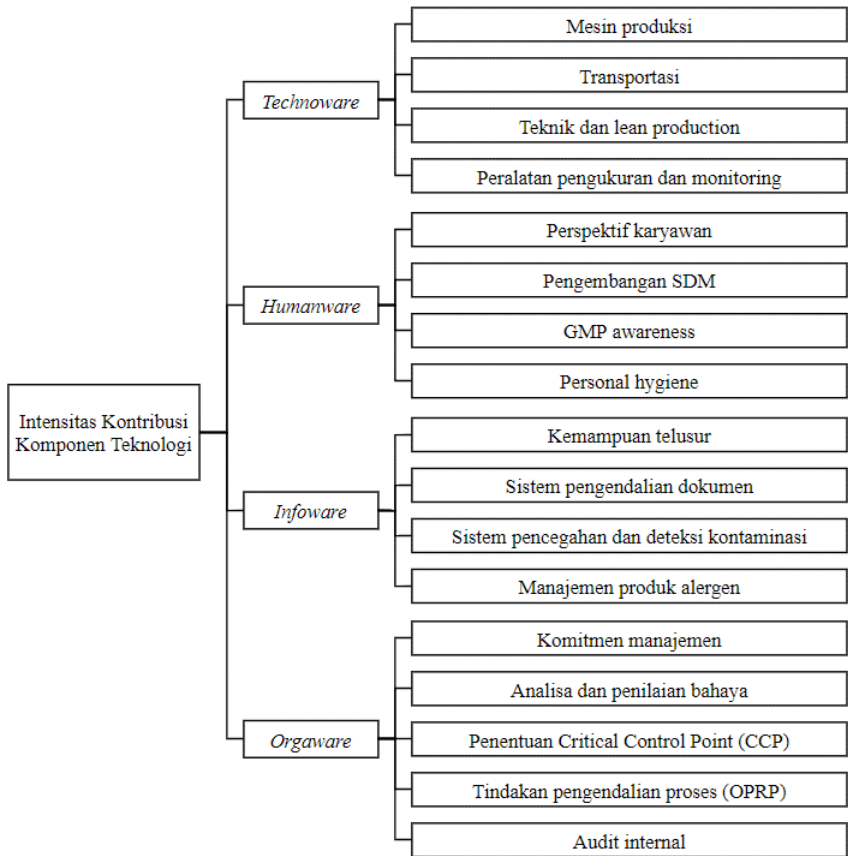 Intensitas Kontribusi
Komponen Teknologi
Technoware
Mesin produksi
Transportasi
Teknik dan lean production
Peralatan pengukuran dan monitoring
Humanware
Perspektif karyawan
Pengembangan SDM
GMP awareness
Personal hygiene
Infoware
Kemampuan telusur
Sistem pengendalian dokumen
Sistem pencegahan dan deteksi kontaminasi
Manajemen produk alergen
Orgaware
Komitmen manajemen
Analisa dan penilaian bahaya
Penentuan Critical Control Point (CCP)
Tindakan pengendalian proses (OPRP)
Audit internal